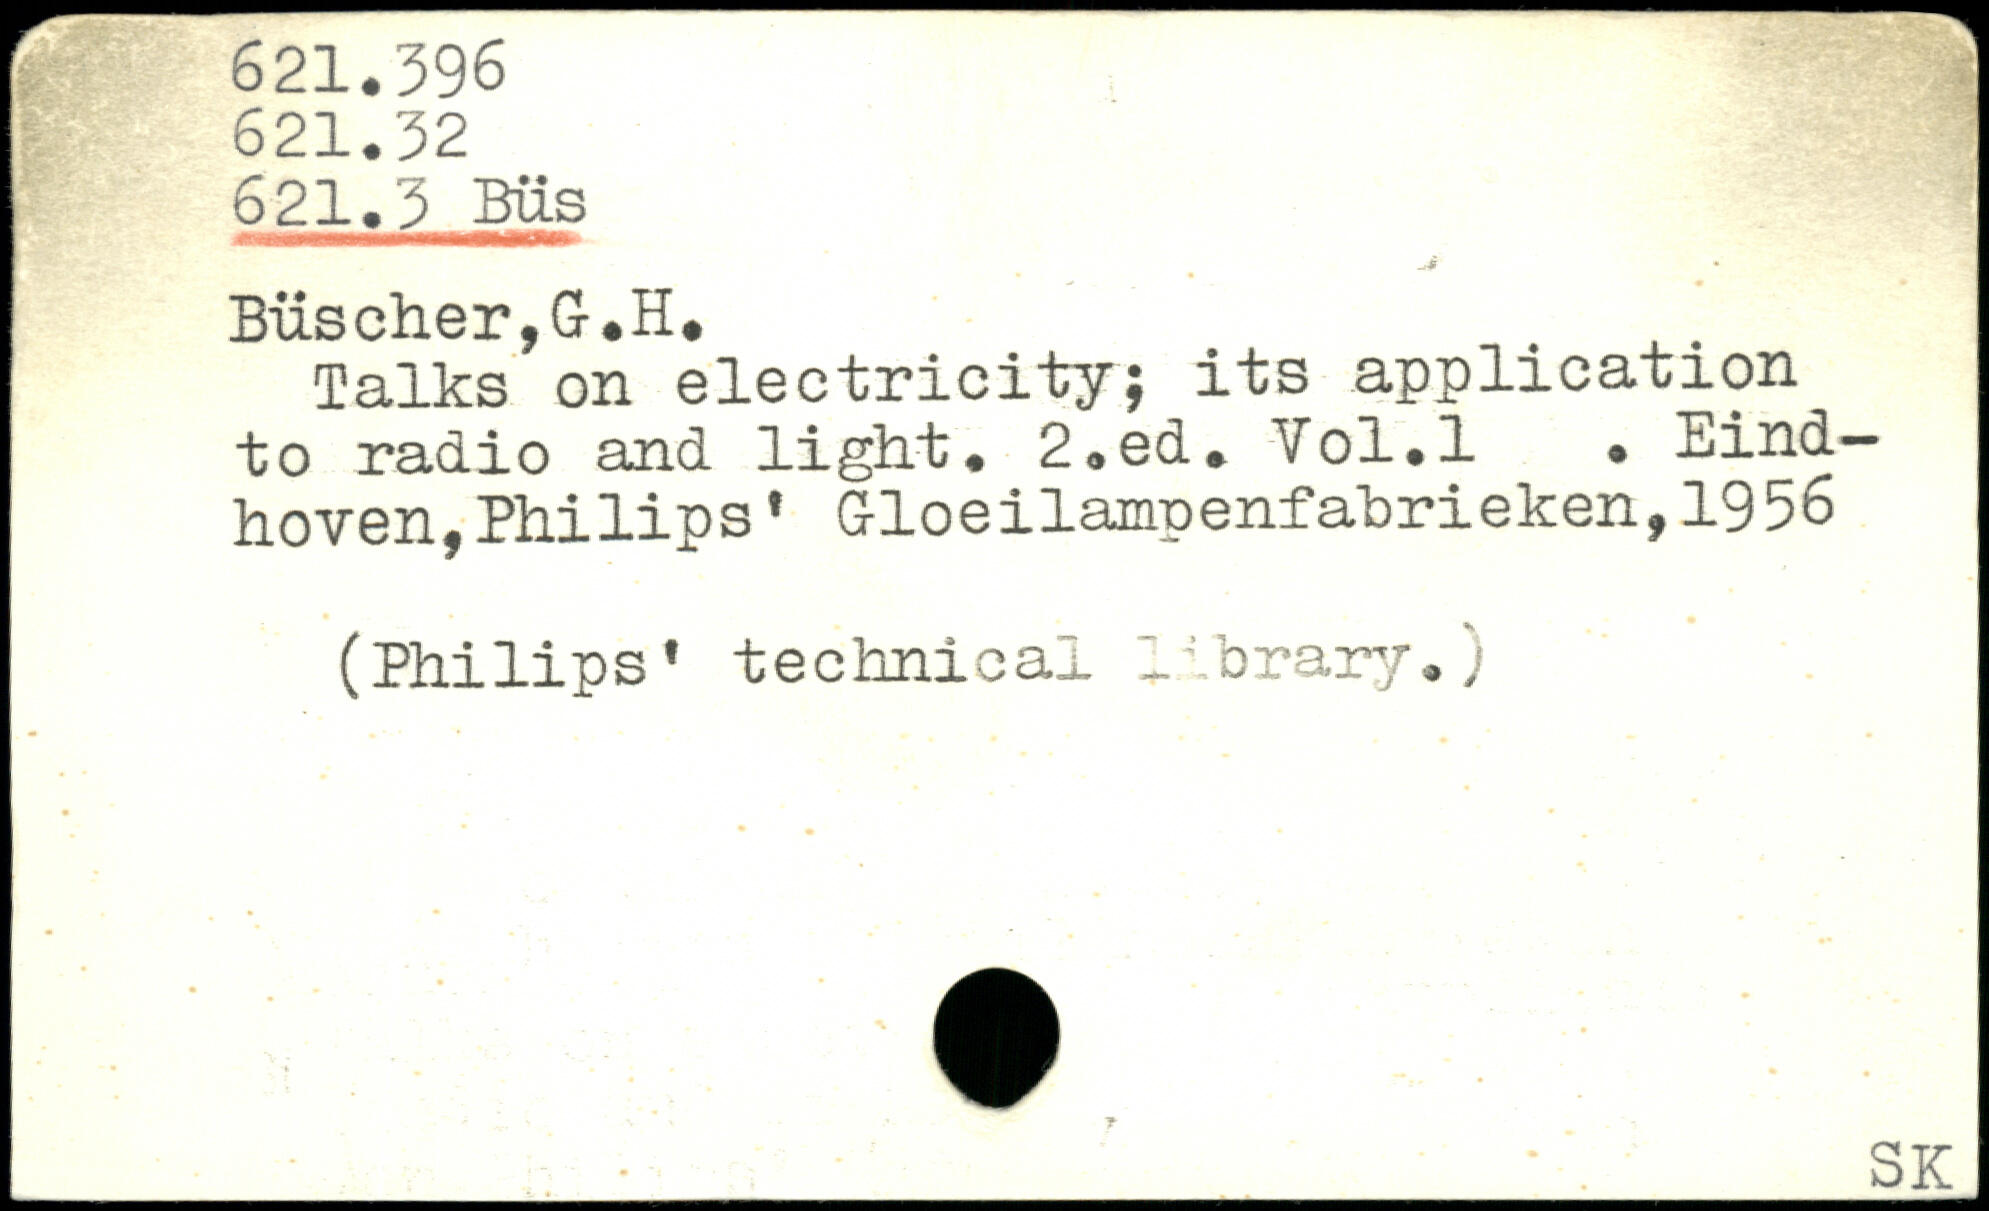 621.396
621.32
621.3 Büs
Büscher,G.H.
Talks on electricity; its application
to radio and light. 2.ed. Vol.1 . Eind-
hoven,Philips' Gloeilampenfabrieken,1956
(Philips' technical library.)
SK